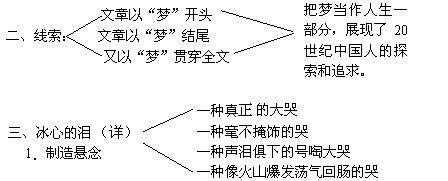 文章以“梦”开头
二、线索：文章以“梦”结尾
又以“梦”贯穿全文
把梦当作人生一
部分，展现了 20
世纪中国人的探
索和追求。
三、冰心的泪（详）
1．制造悬念
一种真正 的大哭
一种毫不掩饰的哭
一种声泪俱下的号啕大哭
一种像火山爆发荡气回肠的哭